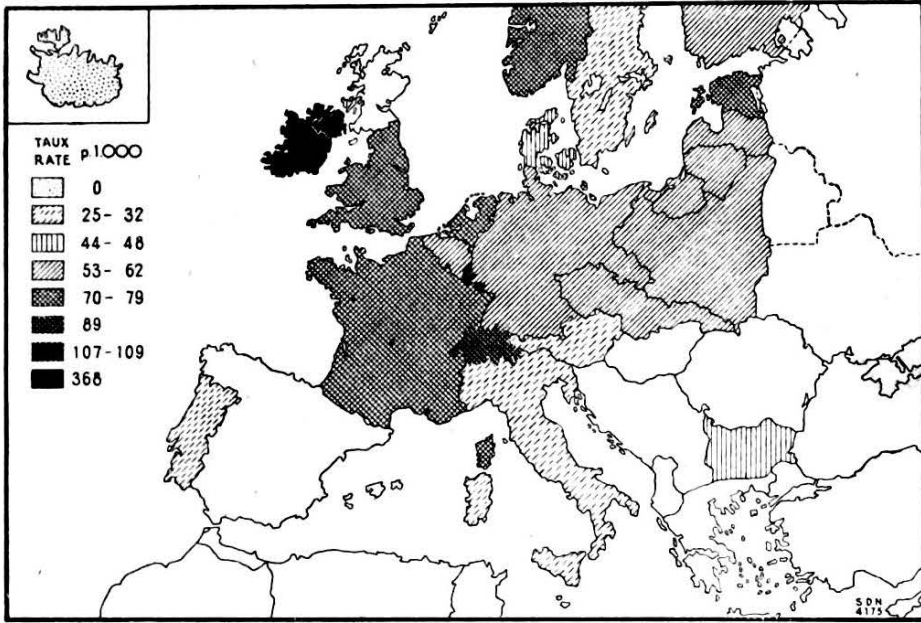 TAUX
RATE p.1.000
0
25 - 32
44 - 48
53 - 62
70 - 79
89
107 - 109
368
SDN
4175